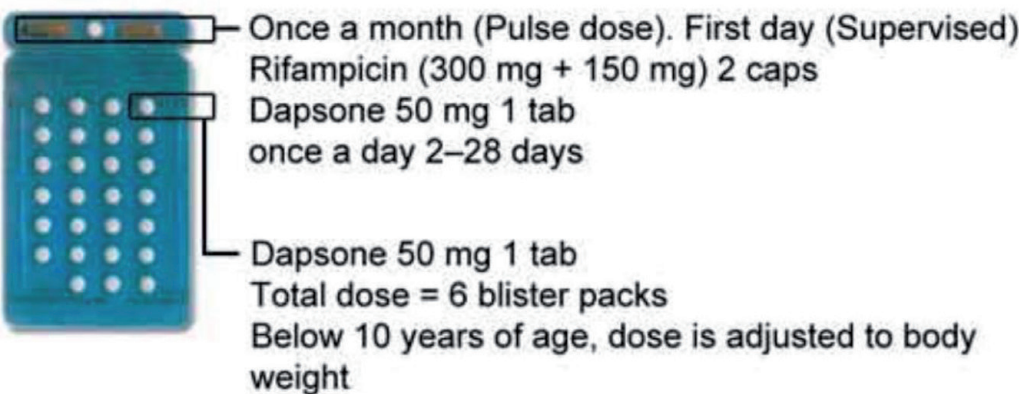 Once a month (Pulse dose). First day (Supervised)
Rifampicin (300 mg + 150 mg) 2 caps
Dapsone 50 mg 1 tab
once a day 2–28 days
Dapsone 50 mg 1 tab
Total dose = 6 blister packs
Below 10 years of age, dose is adjusted to body
weight